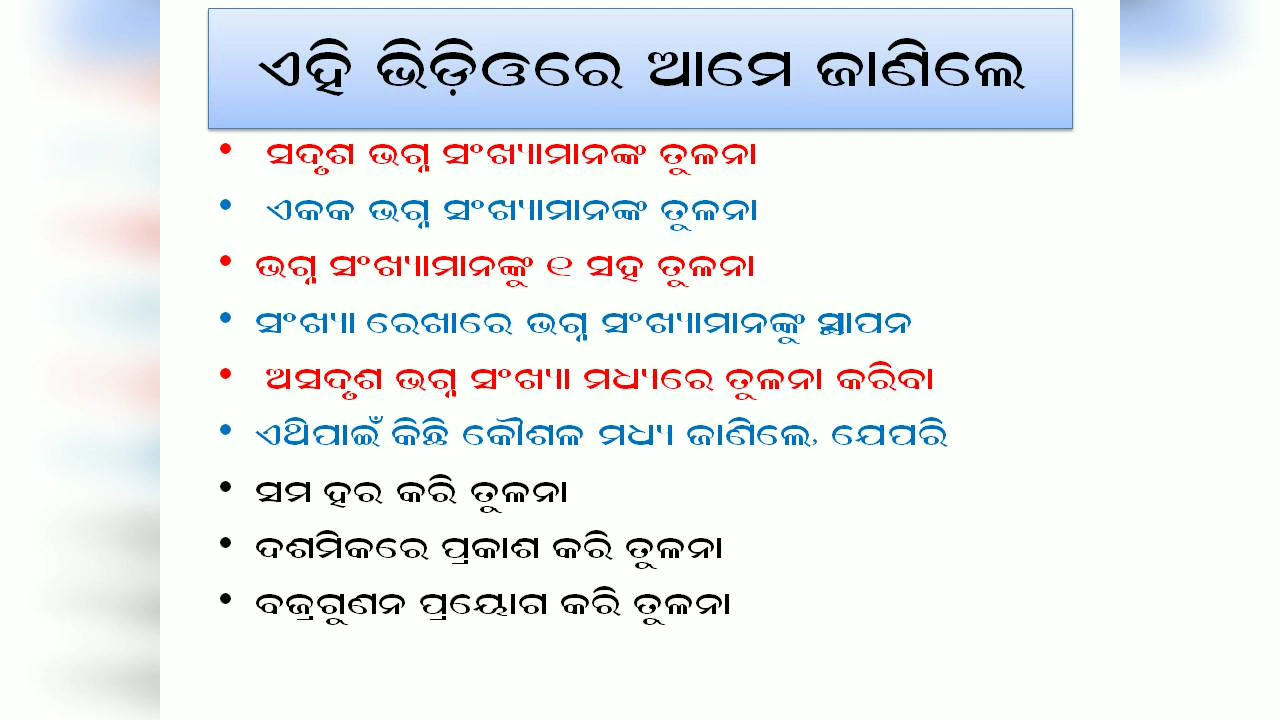 ଏହି ଭିଡ଼ିଓରେ ଆମେ ଜାଣିଲେ
• ସଦୃଶ ଭଗ୍ନ ସଂଖ୍ୟାମାନଙ୍କ ତୁଳନା
• ଏକକ ଭଗ୍ନ ସଂଖ୍ୟାମାନଙ୍କ ତୁଳନା
• ଭଗ୍ନ ସଂଖ୍ୟାମାନଙ୍କୁ ୧ ସହ ତୁଳନା
• ସଂଖ୍ୟା ରେଖାରେ ଭଗ୍ନ ସଂଖ୍ୟାମାନଙ୍କୁ ସ୍ଥାପନ
• ଅସଦୃଶ ଭଗ୍ନ ସଂଖ୍ୟା ମଧ୍ୟରେ ତୁଳନା କରିବା
• ଏଥିପାଇଁ କିଛି କୌଶଳ ମଧ୍ୟ ଜାଣିଲେ, ଯେପରି
• ସମ ହର କରି ତୁଳନା
• ଦଶମିକରେ ପ୍ରକାଶ କରି ତୁଳନା
• ବଜ୍ରଗୁଣନ ପ୍ରୟୋଗ କରି ତୁଳନା